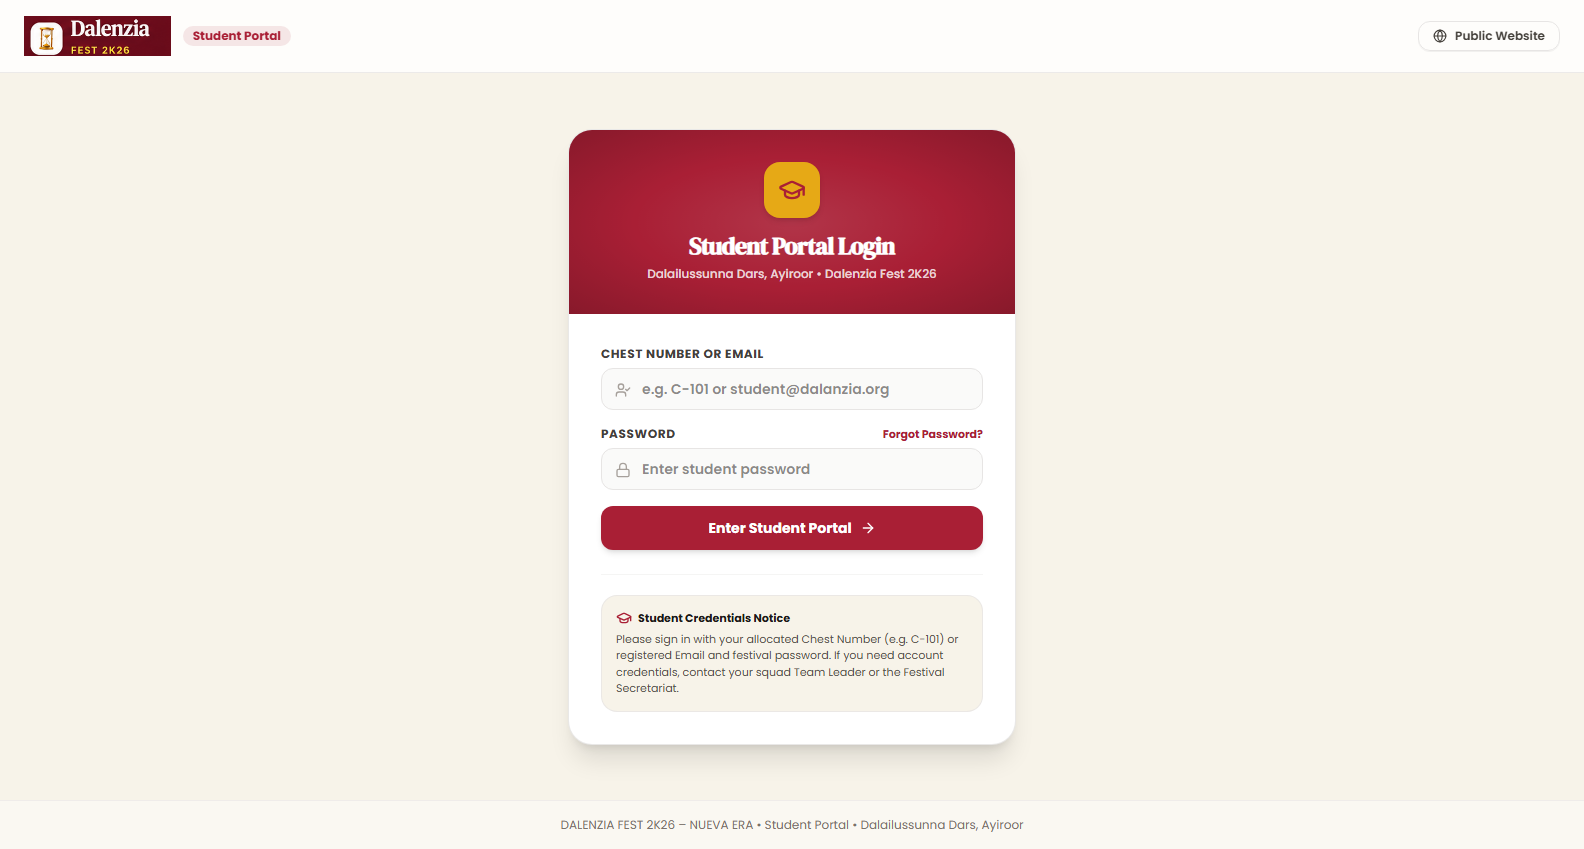 Dalenzia
FEST 2K26
Student Portal
Public Website
Student Portal Login
Dalailussunna Dars, Ayiroor • Dalenzia Fest 2K26
CHEST NUMBER OR EMAIL
e.g. C-101 or student@dalanzia.org
PASSWORD
Forgot Password?
Enter student password
Enter Student Portal →
Student Credentials Notice
Please sign in with your allocated Chest Number (e.g. C-101) or
registered Email and festival password. If you need account
credentials, contact your squad Team Leader or the Festival
Secretariat.
DALENZIA FEST 2K26 – NUEVA ERA • Student Portal • Dalailussunna Dars, Ayiroor